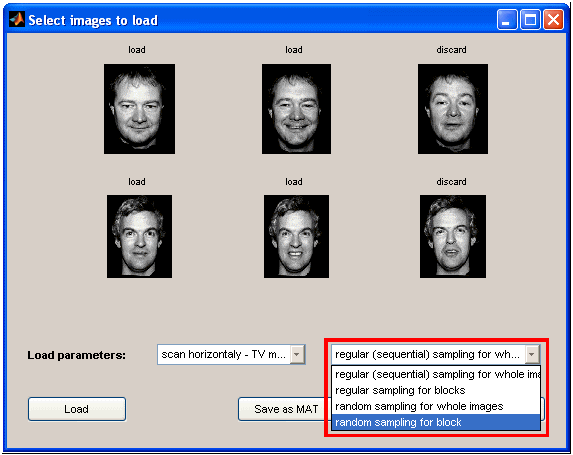 Select images to load
load load discard
load load discard
Load parameters: scan horizontaly - TV m... regular (sequential) sampling for wh...
regular (sequential) sampling for whole ima
regular sampling for blocks
random sampling for whole images
random sampling for block
Load Save as MAT